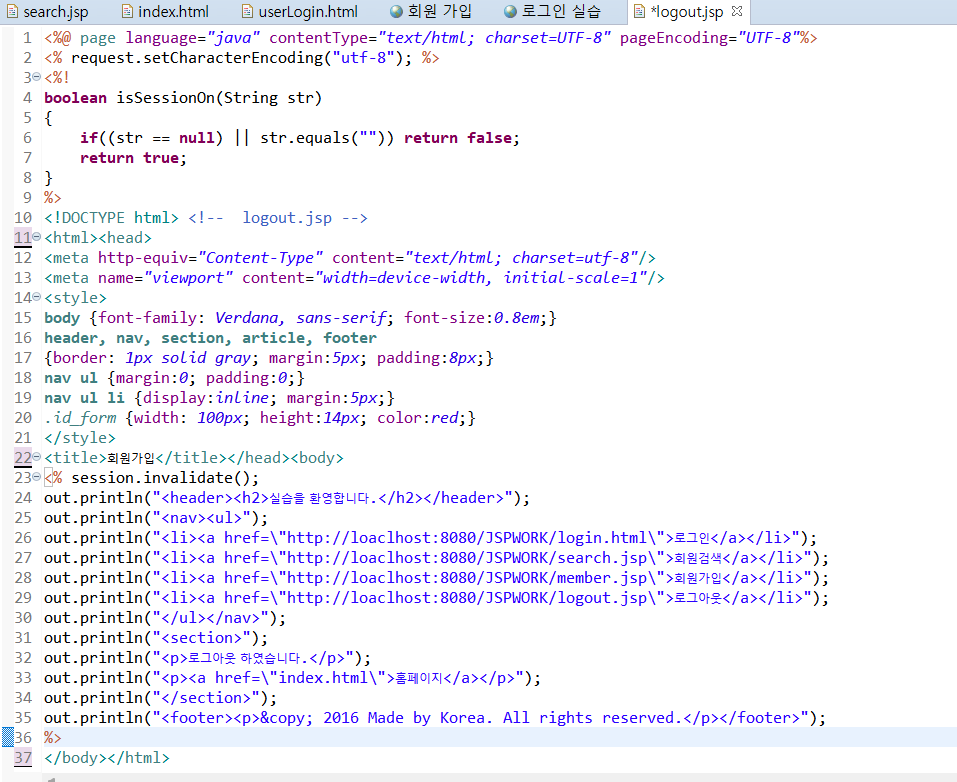 search.jsp index.html userLogin.html 회원 가입 로그인 실습 *logout.jsp
1 <%@ page language="java" contentType="text/html; charset=UTF-8" pageEncoding="UTF-8"%>
2 <% request.setCharacterEncoding("utf-8"); %>
3 <%!
4 boolean isSessionOn(String str)
5 {
6 if((str == null) || str.equals("")) return false;
7 return true;
8 }
9 %>
10 <!DOCTYPE html> <!-- logout.jsp -->
11 <html><head>
12 <meta http-equiv="Content-Type" content="text/html; charset=utf-8"/>
13 <meta name="viewport" content="width=device-width, initial-scale=1"/>
14 <style>
15 body {font-family: Verdana, sans-serif; font-size:0.8em;}
16 header, nav, section, article, footer
17 {border: 1px solid gray; margin:5px; padding:8px;}
18 nav ul {margin:0; padding:0;}
19 nav ul li {display:inline; margin:5px;}
20 .id_form {width: 100px; height:14px; color:red;}
21 </style>
22 <title>회원가입</title></head><body>
23 <% session.invalidate();
24 out.println("<header><h2>실습을 환영합니다.</h2></header>");
25 out.println("<nav><ul>");
26 out.println("<li><a href=\"http://loaclhost:8080/JSPWORK/login.html\">로그인</a></li>");
27 out.println("<li><a href=\"http://loaclhost:8080/JSPWORK/search.jsp\">회원검색</a></li>");
28 out.println("<li><a href=\"http://loaclhost:8080/JSPWORK/member.jsp\">회원가입</a></li>");
29 out.println("<li><a href=\"http://loaclhost:8080/JSPWORK/logout.jsp\">로그아웃</a></li>");
30 out.println("</ul></nav>");
31 out.println("<section>");
32 out.println("<p>로그아웃 하였습니다.</p>");
33 out.println("<p><a href=\"index.html\">홈페이지</a></p>");
34 out.println("</section>");
35 out.println("<footer><p>&copy; 2016 Made by Korea. All rights reserved.</p></footer>");
36 %>
37 </body></html>